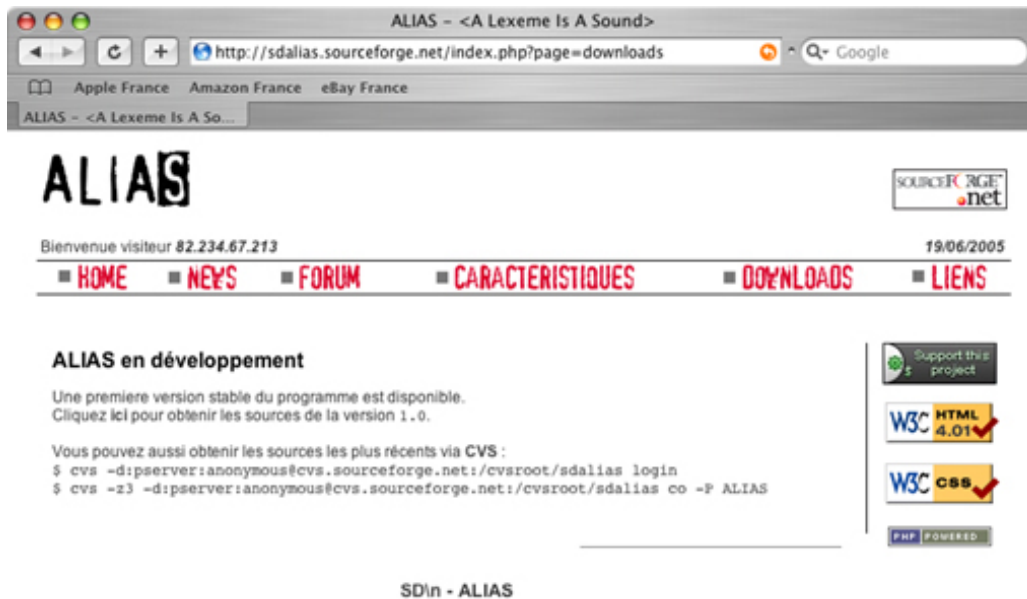 ALIAS - <A Lexeme Is A Sound>
http://sdalias.sourceforge.net/index.php?page=downloads
Google
Apple France Amazon France eBay France
ALIAS - <A Lexeme Is A So...
ALIAS
SOURCEFORGE .net
Bienvenue visiteur 82.234.67.213
19/06/2005
HOME NEWS FORUM CARACTERISTIQUES DOWNLOADS LIENS
ALIAS en développement
Une premiere version stable du programme est disponible.
Cliquez ici pour obtenir les sources de la version 1.0.
Vous pouvez aussi obtenir les sources les plus récents via CVS :
$ cvs -d:pserver:anonymous@cvs.sourceforge.net:/cvsroot/sdalias login
$ cvs -z3 -d:pserver:anonymous@cvs.sourceforge.net:/cvsroot/sdalias co -P ALIAS
Support this
project
W3C HTML
4.01
W3C css
PHP POWERED
SD\n - ALIAS